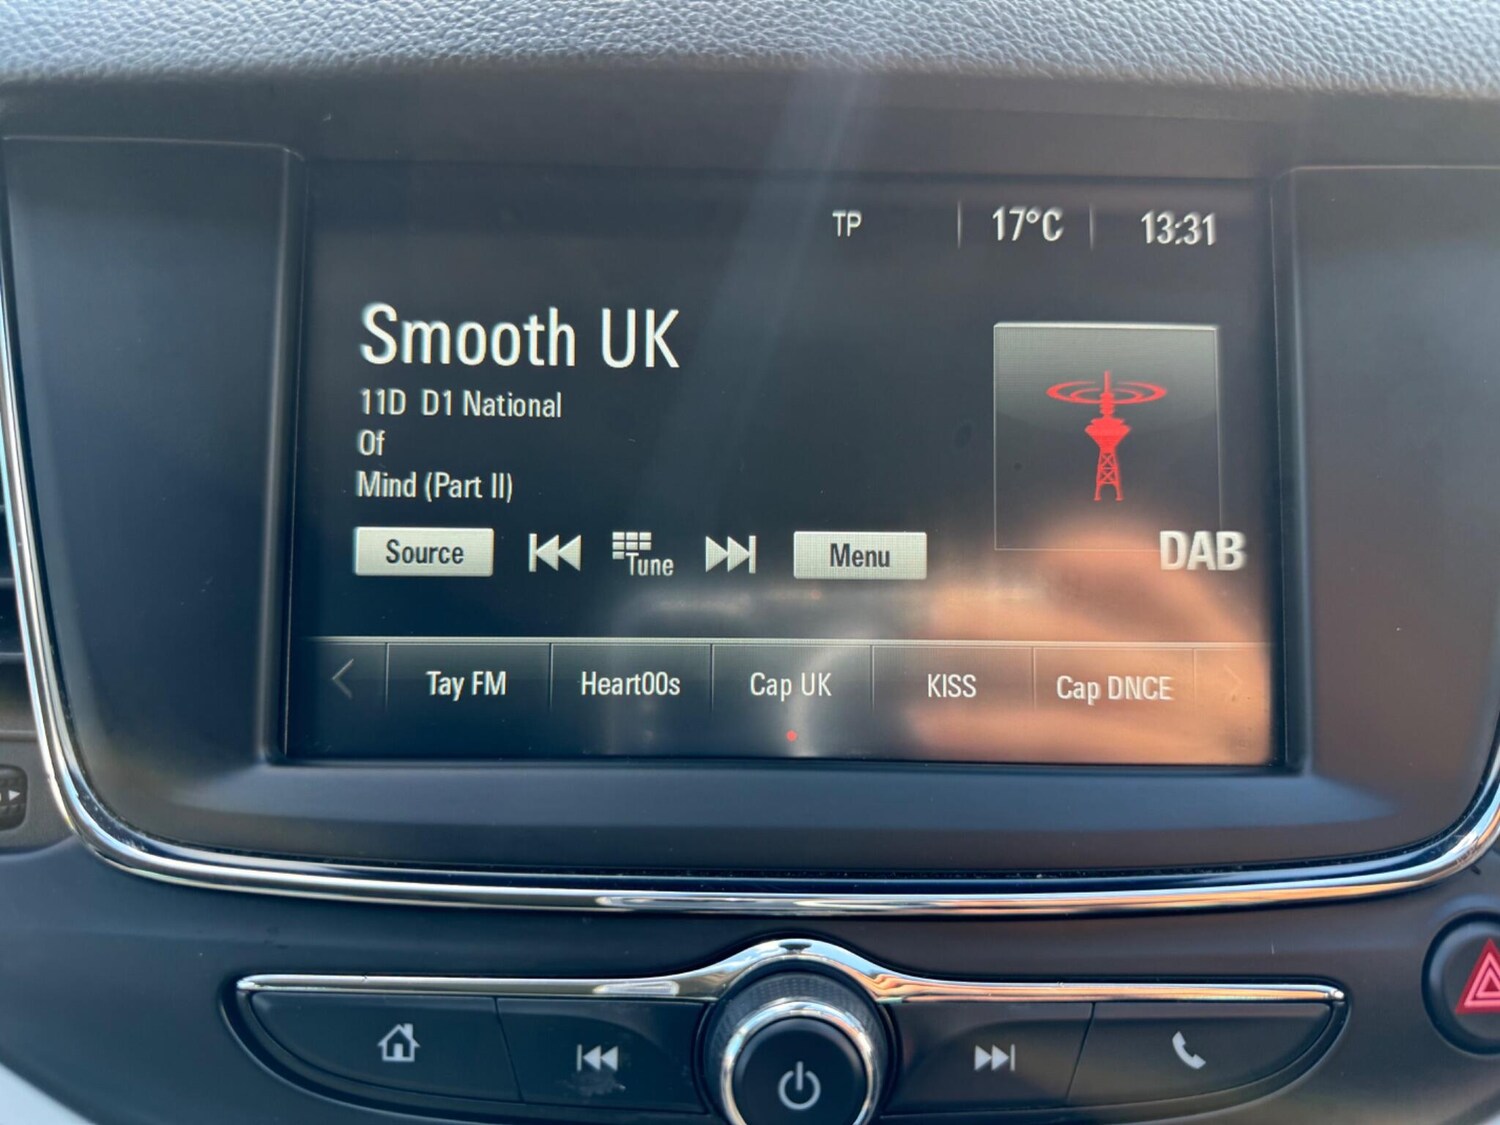 TP 17°C 13:31
Smooth UK
11D D1 National
Of
Mind (Part II)
DAB
Source Tune Menu
Tay FM Heart00s Cap UK KISS Cap DNCE